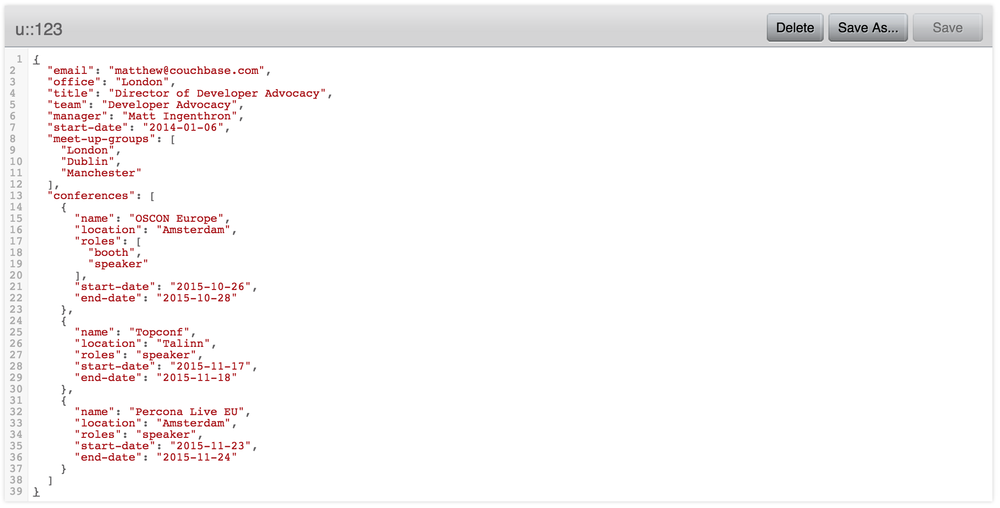 u::123
Delete
Save As...
Save
1 {
2   "email": "matthew@couchbase.com",
3   "office": "London",
4   "title": "Director of Developer Advocacy",
5   "team": "Developer Advocacy",
6   "manager": "Matt Ingenthron",
7   "start-date": "2014-01-06",
8   "meet-up-groups": [
9     "London",
10     "Dublin",
11     "Manchester"
12   ],
13   "conferences": [
14     {
15       "name": "OSCON Europe",
16       "location": "Amsterdam",
17       "roles": [
18         "booth",
19         "speaker"
20       ],
21       "start-date": "2015-10-26",
22       "end-date": "2015-10-28"
23     },
24     {
25       "name": "Topconf",
26       "location": "Talinn",
27       "roles": "speaker",
28       "start-date": "2015-11-17",
29       "end-date": "2015-11-18"
30     },
31     {
32       "name": "Percona Live EU",
33       "location": "Amsterdam",
34       "roles": "speaker",
35       "start-date": "2015-11-23",
36       "end-date": "2015-11-24"
37     }
38   ]
39 }